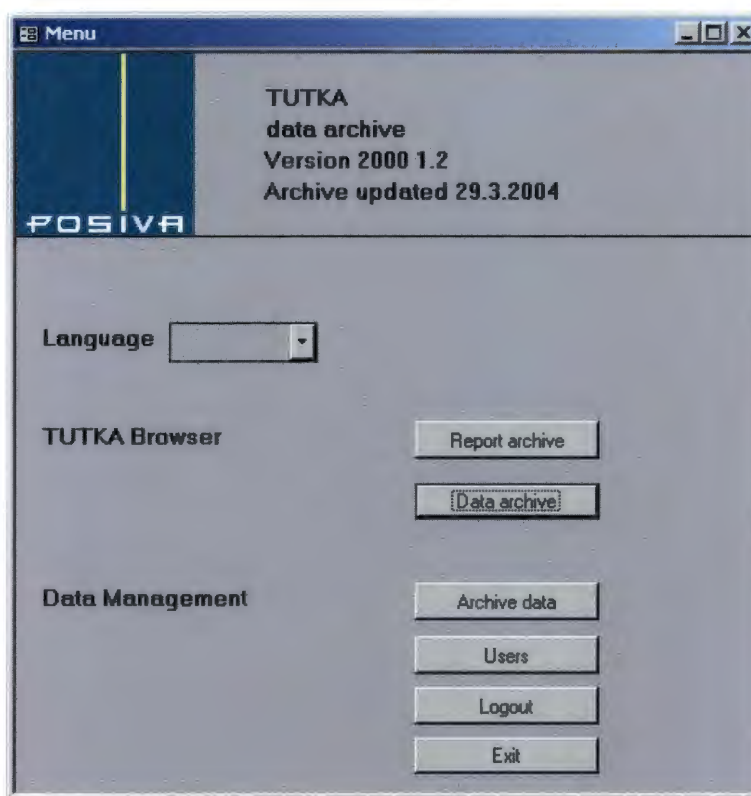 Menu
TUTKA
data archive
Version 2000 1.2
Archive updated 29.3.2004
POSIVA
Language
TUTKA Browser
Report archive
Data archive
Data Management
Archive data
Users
Logout
Exit